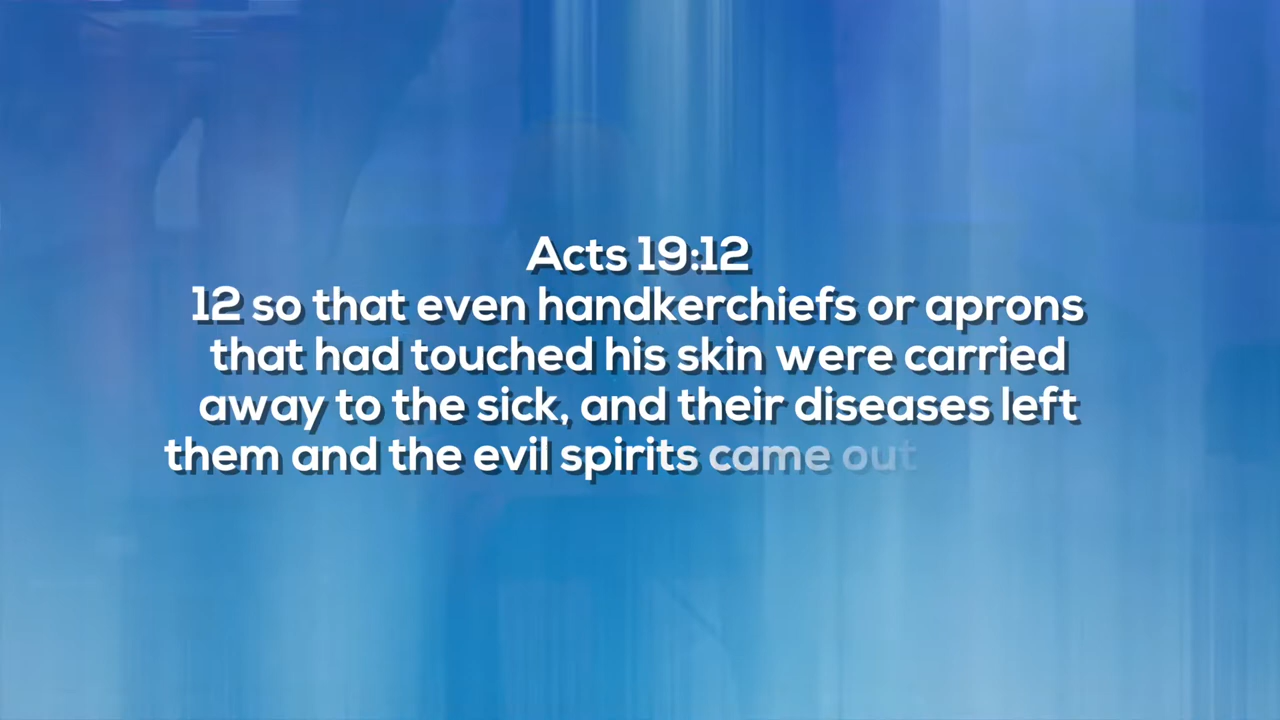 Acts 19:12
12 so that even handkerchiefs or aprons
that had touched his skin were carried
away to the sick, and their diseases left
them and the evil spirits came out